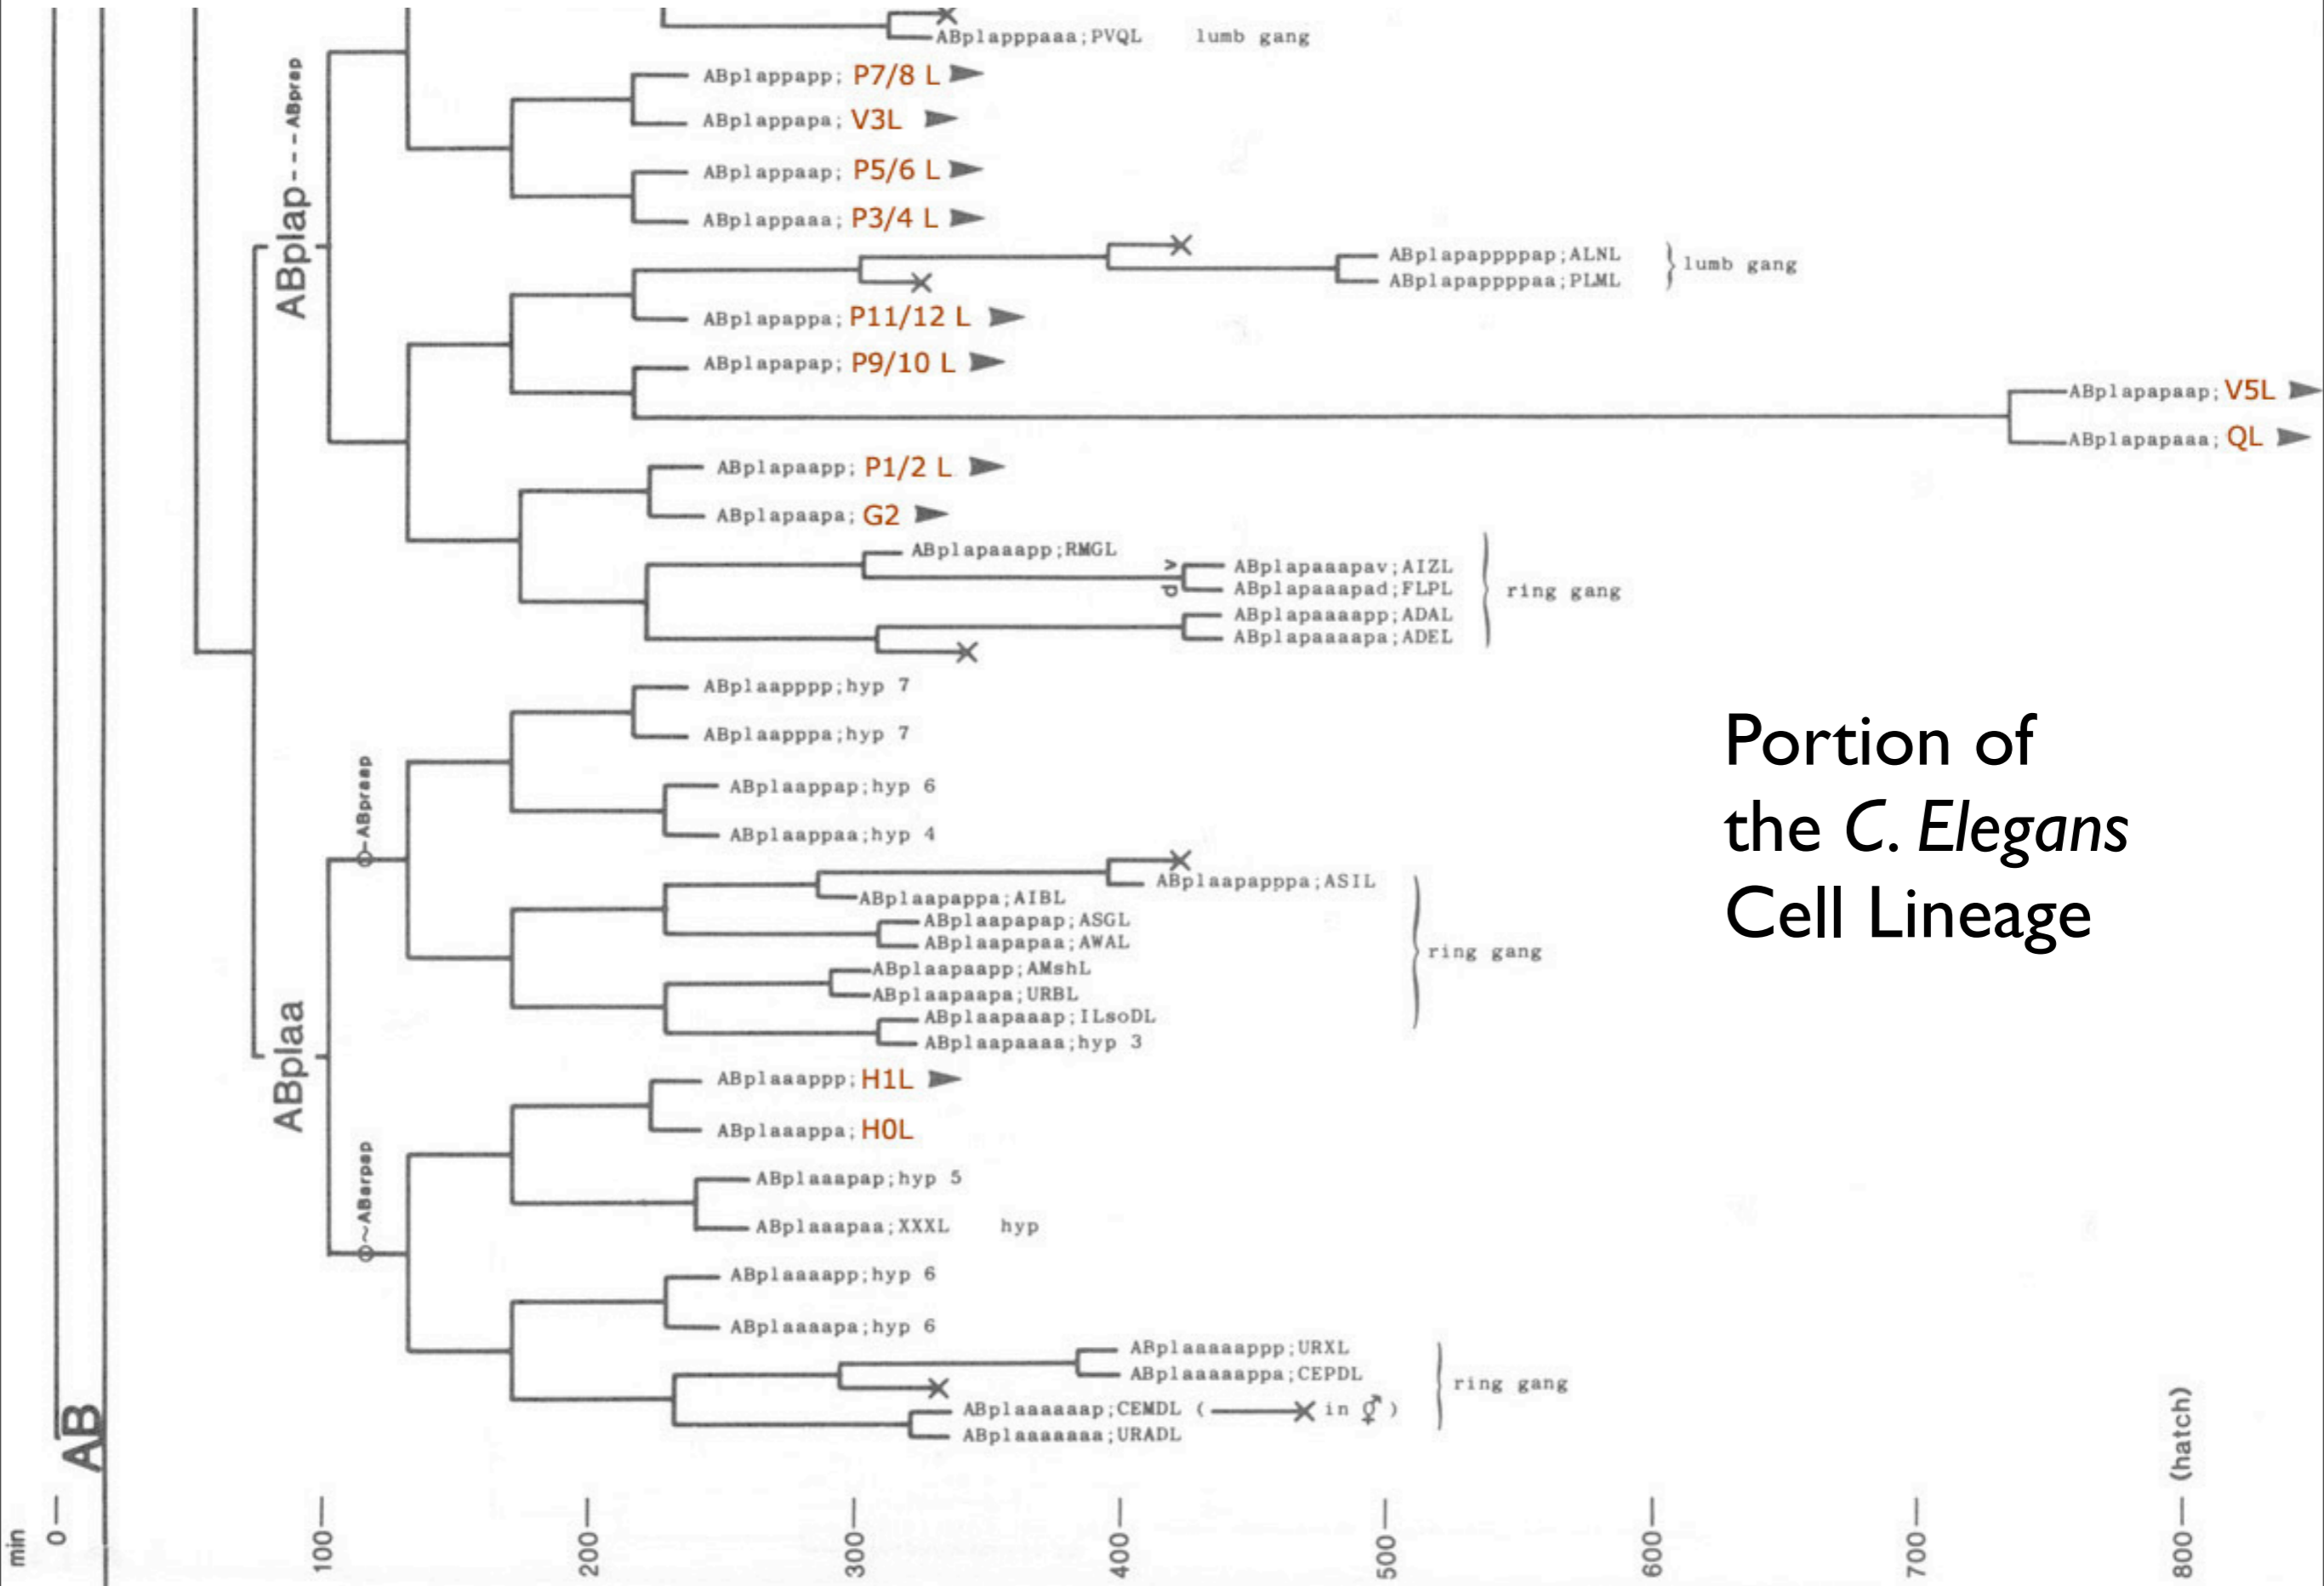 ABplapppaaa;PVQL lumb gang
ABplappapp; P7/8 L
ABplappapa; V3L
ABplappaap; P5/6 L
ABplappaaa; P3/4 L
ABplap---ABprap
ABplapappppap;ALNL
ABplapappppaa;PLML
lumb gang
ABplapappa; P11/12 L
ABplapapap; P9/10 L
ABplapapaap; V5L
ABplapapaaa; QL
ABplapaapp; P1/2 L
ABplapaapa; G2
ABplapaaapp;RMGL
v
d
ABplapaaapav;AIZL
ABplapaaapad;FLPL
ABplapaaaapp;ADAL
ABplapaaaapa;ADEL
ring gang
ABplaapppp;hyp 7
ABplaapppa;hyp 7
ABplaappap;hyp 6
ABplaappaa;hyp 4
ABpraap
ABplaapapppa;ASIL
ABplaapappa;AIBL
ABplaapapap;ASGL
ABplaapapaa;AWAL
ABplaapaapp;AMshL
ABplaapaapa;URBL
ABplaapaaap;ILsoDL
ABplaapaaaa;hyp 3
ring gang
ABplaa
ABplaaappp; H1L
ABplaaappa; H0L
ABplaaapap;hyp 5
ABplaaapaa;XXXL hyp
~ABarpap
ABplaaaapp;hyp 6
ABplaaaapa;hyp 6
ABplaaaaappp;URXL
ABplaaaaappa;CEPDL
ABplaaaaaap;CEMDL ( in ⚥ )
ABplaaaaaaa;URADL
ring gang
Portion of
the C. Elegans
Cell Lineage
AB
min
0
100
200
300
400
500
600
700
800 (hatch)